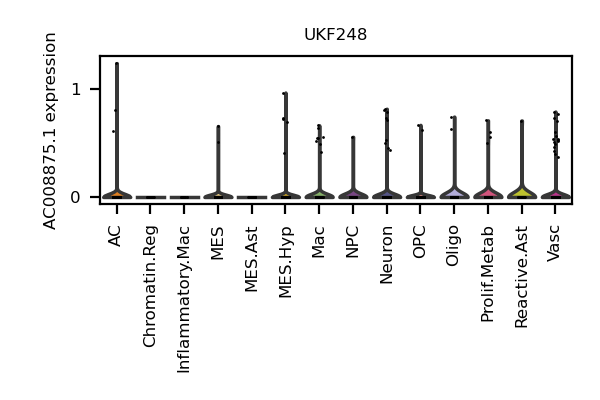 UKF248
AC008875.1 expression
1
0
AC
Chromatin.Reg
Inflammatory.Mac
MES
MES.Ast
MES.Hyp
Mac
NPC
Neuron
OPC
Oligo
Prolif.Metab
Reactive.Ast
Vasc